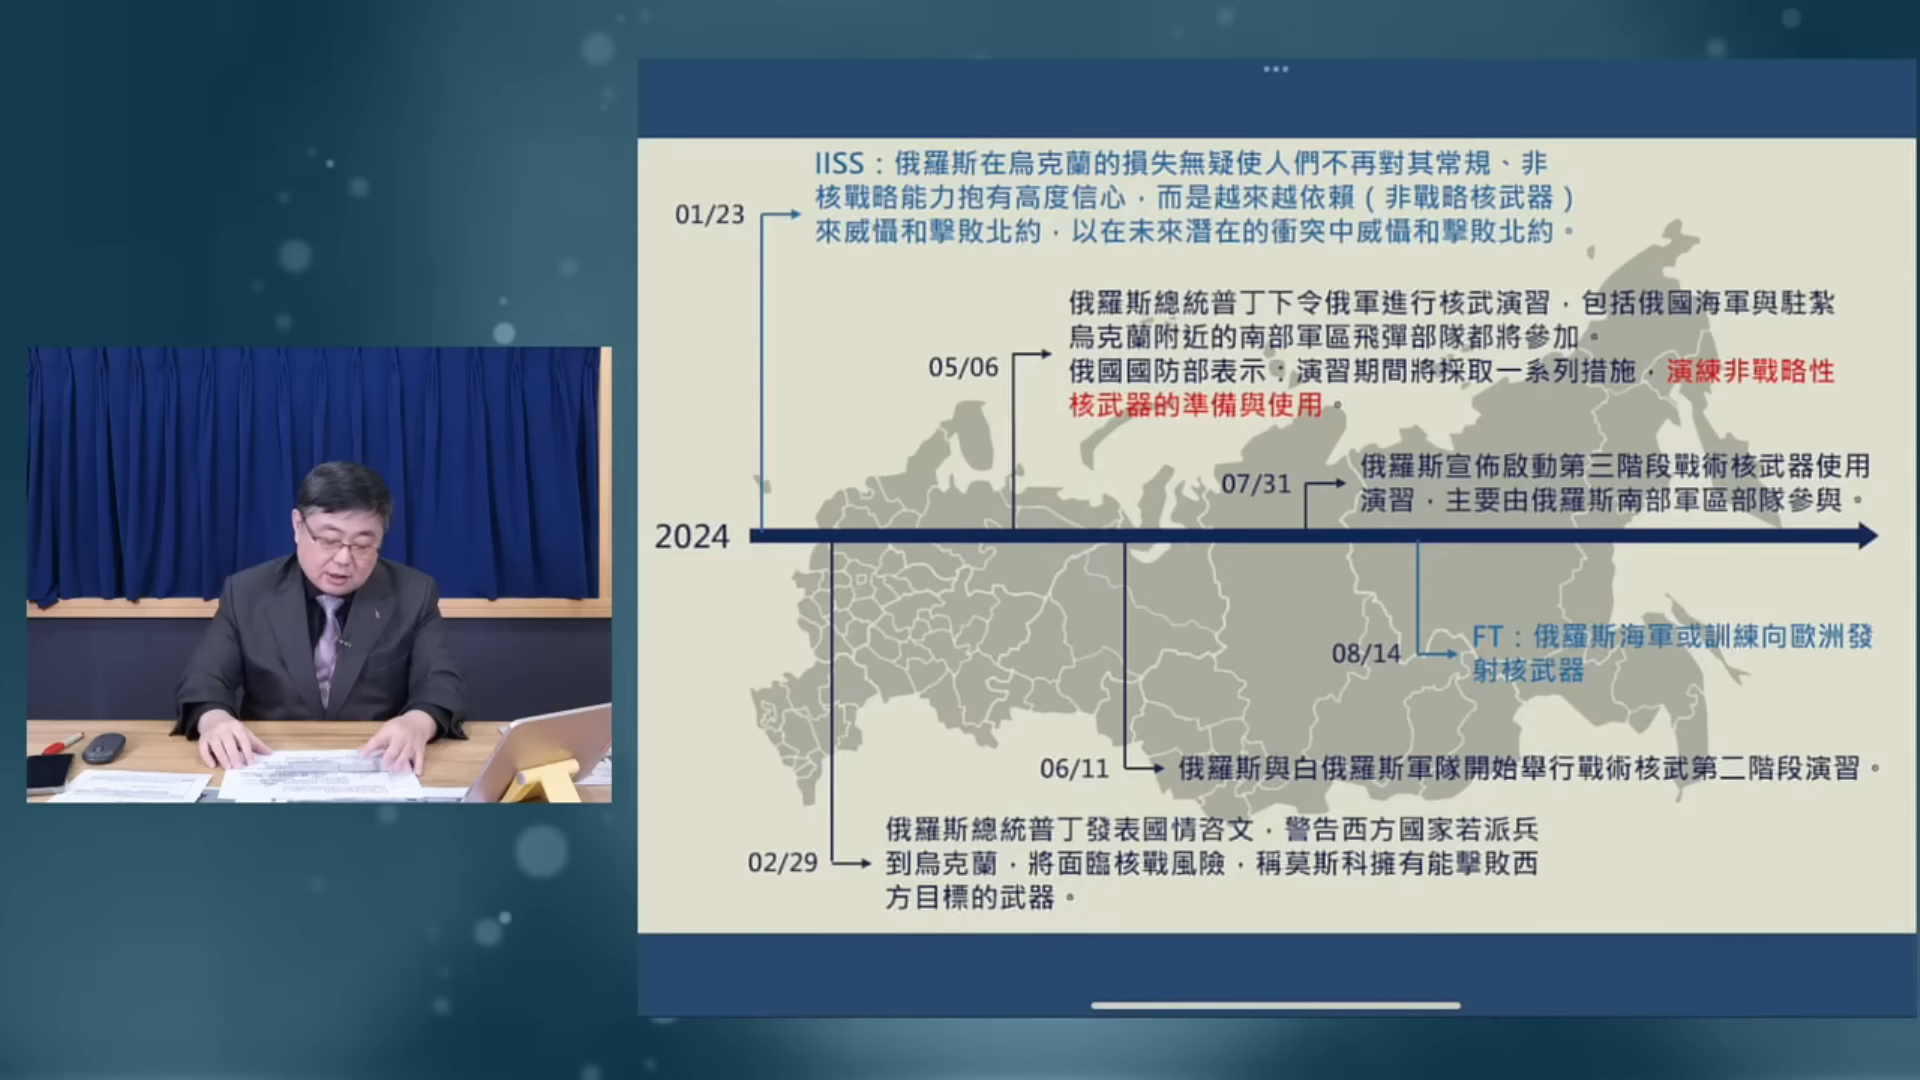 01/23
IISS：俄羅斯在烏克蘭的損失無疑使人們不再對其常規、非
核戰略能力抱有高度信心，而是越來越依賴（非戰略核武器）
來威懾和擊敗北約，以在未來潛在的衝突中威懾和擊敗北約。
05/06
俄羅斯總統普丁下令俄軍進行核武演習，包括俄國海軍與駐紮
烏克蘭附近的南部軍區飛彈部隊都將參加。
俄國國防部表示：演習期間將採取一系列措施，演練非戰略性
核武器的準備與使用。
07/31
俄羅斯宣佈啟動第三階段戰術核武器使用
演習，主要由俄羅斯南部軍區部隊參與。
2024
08/14
FT：俄羅斯海軍或訓練向歐洲發
射核武器
06/11
俄羅斯與白俄羅斯軍隊開始舉行戰術核武第二階段演習。
02/29
俄羅斯總統普丁發表國情咨文，警告西方國家若派兵
到烏克蘭，將面臨核戰風險，稱莫斯科擁有能擊敗西
方目標的武器。